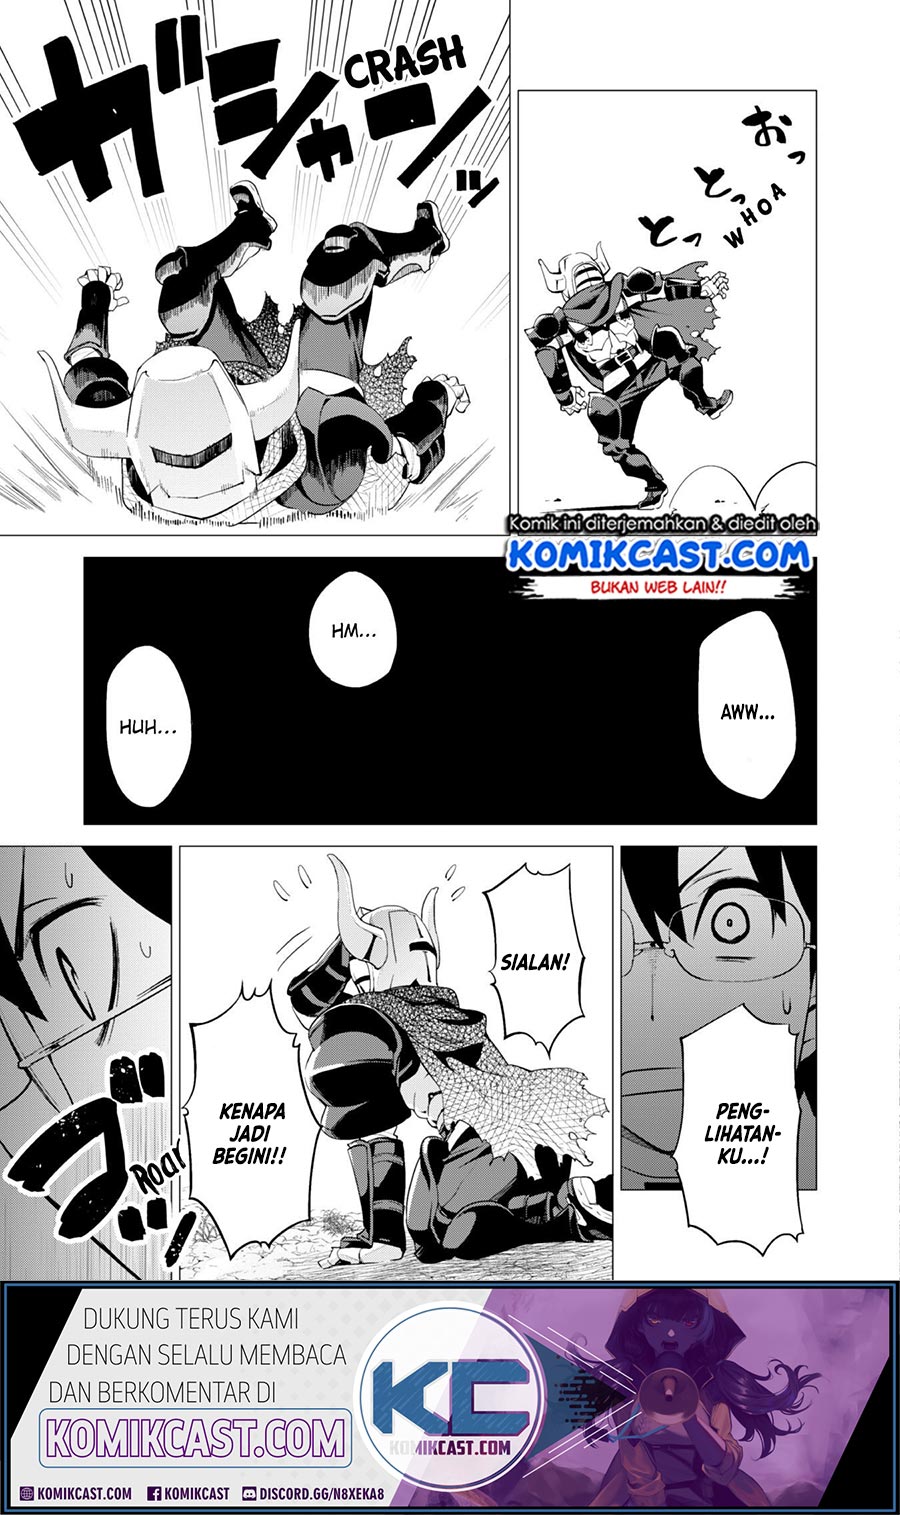 おっ
とっ
とっ
と
WHOA
ガシャーンッ
CRASH
Komik ini diterjemahkan & diedit oleh
KOMIKCAST.COM
BUKAN WEB LAIN!!
AWW...
HM...
HUH...
PENG-
LIHATAN-
KU...!
SIALAN!
KENAPA
JADI
BEGINI!!
ゴッ
ROAR
DUKUNG TERUS KAMI
DENGAN SELALU MEMBACA
DAN BERKOMENTAR DI
KOMIKCAST.COM
KC
KOMIKCAST.COM
KOMIKCAST.COM
KOMIKCAST
DISCORD.GG/N8XEKA8